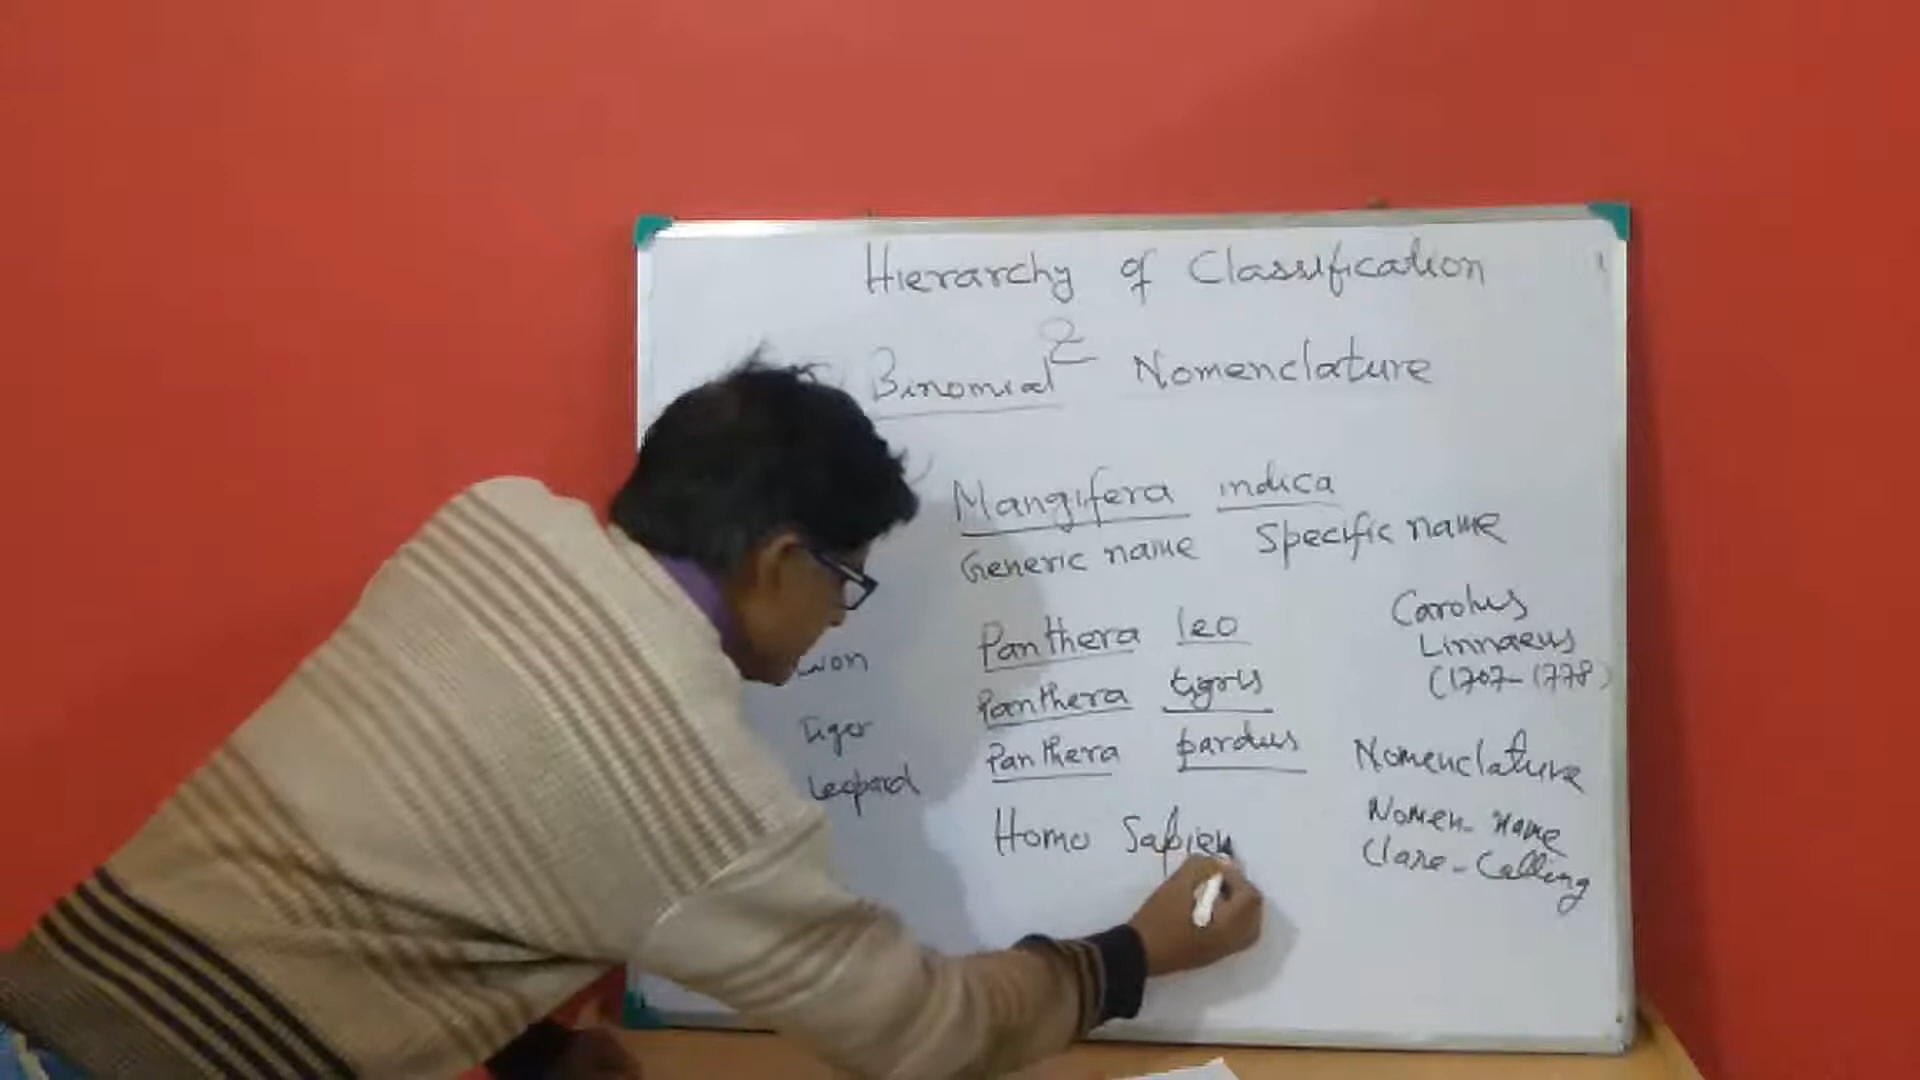 Hierarchy of Classification
2
Binomial Nomenclature
Mangifera indica
Generic name Specific name
Panthera leo
Tiger Panthera tigris
Leopard Panthera pardus
Homo Sapien
Carolus
Linnaeus
(1707-1778)
Nomenclature
Nomen- name
Clare - Calling